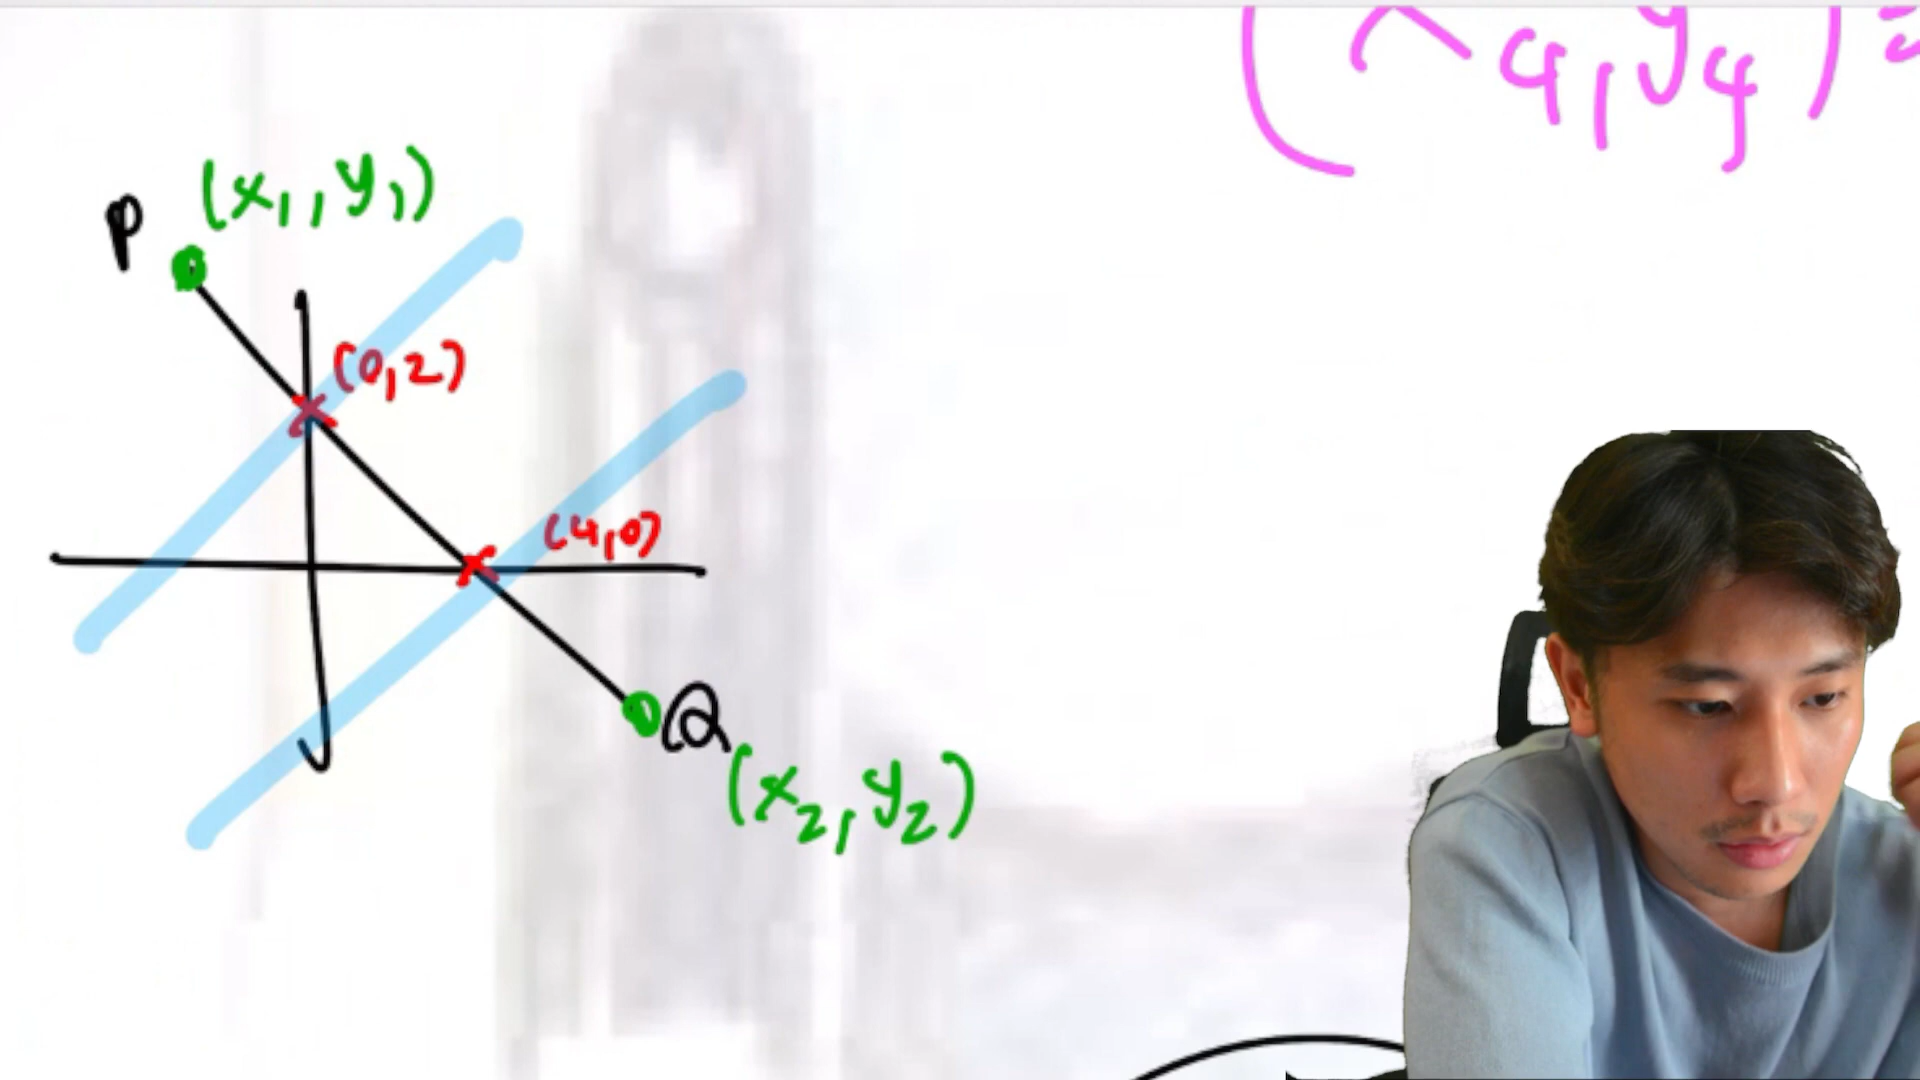 (x₄,y₄)
P (x₁,y₁)
(0,2)
(4,0)
Q
(x₂,y₂)